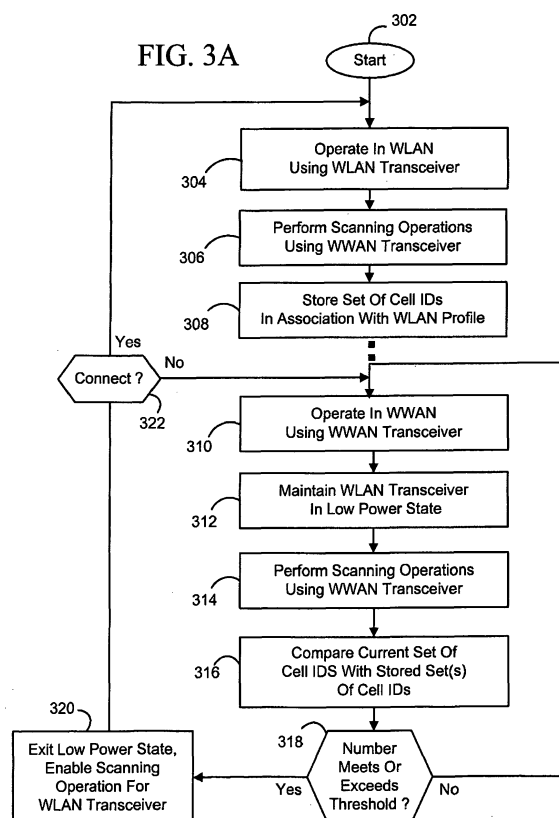 FIG. 3A
302
Start
Operate In WLAN
Using WLAN Transceiver
304
Perform Scanning Operations
Using WWAN Transceiver
306
Store Set Of Cell IDs
In Association With WLAN Profile
308
Yes
Connect ?
No
322
Operate In WWAN
Using WWAN Transceiver
310
Maintain WLAN Transceiver
In Low Power State
312
Perform Scanning Operations
Using WWAN Transceiver
314
Compare Current Set Of
Cell IDS With Stored Set(s)
Of Cell IDs
316
320
Exit Low Power State,
Enable Scanning
Operation For
WLAN Transceiver
318
Number
Meets Or
Exceeds
Threshold ?
Yes
No